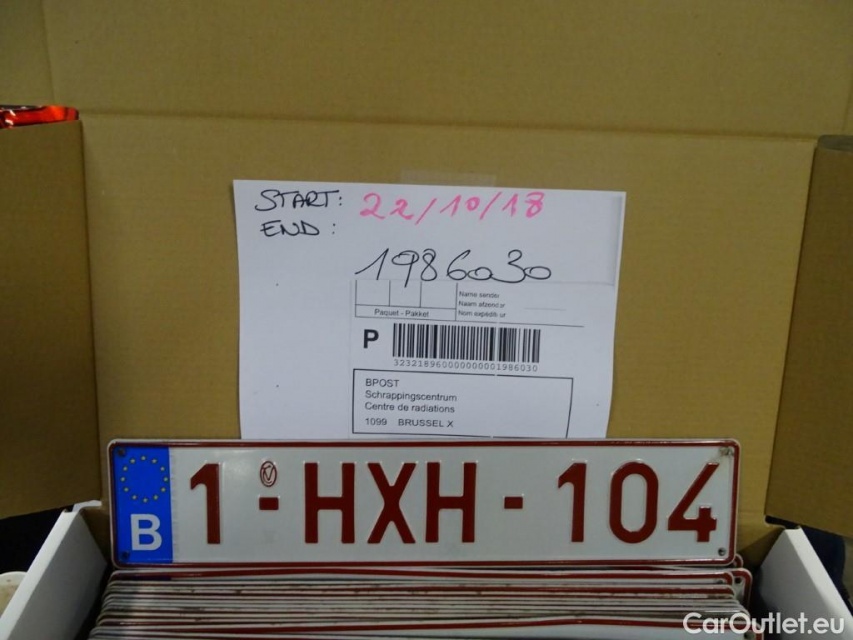 START: 22/10/18
END:
1986030
Name sender
Naam afzender
Nom expéditeur
Paquet - Pakket
P
3232189600000000001986030
BPOST
Schrappingscentrum
Centre de radiations
1099 BRUSSEL X
B 1-HXH-104
CarOutlet.eu